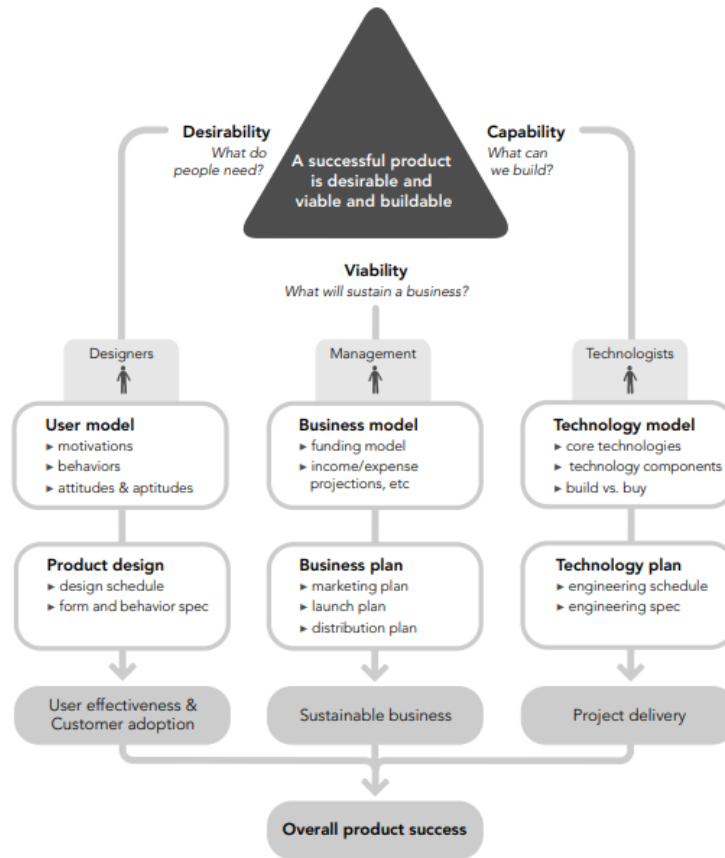 Desirability
What do
people need?
A successful product
is desirable and
viable and buildable
Capability
What can
we build?
Viability
What will sustain a business?
Designers
User model
▸ motivations
▸ behaviors
▸ attitudes & aptitudes
Product design
▸ design schedule
▸ form and behavior spec
User effectiveness &
Customer adoption
Management
Business model
▸ funding model
▸ income/expense
projections, etc
Business plan
▸ marketing plan
▸ launch plan
▸ distribution plan
Sustainable business
Technologists
Technology model
▸ core technologies
▸ technology components
▸ build vs. buy
Technology plan
▸ engineering schedule
▸ engineering spec
Project delivery
Overall product success